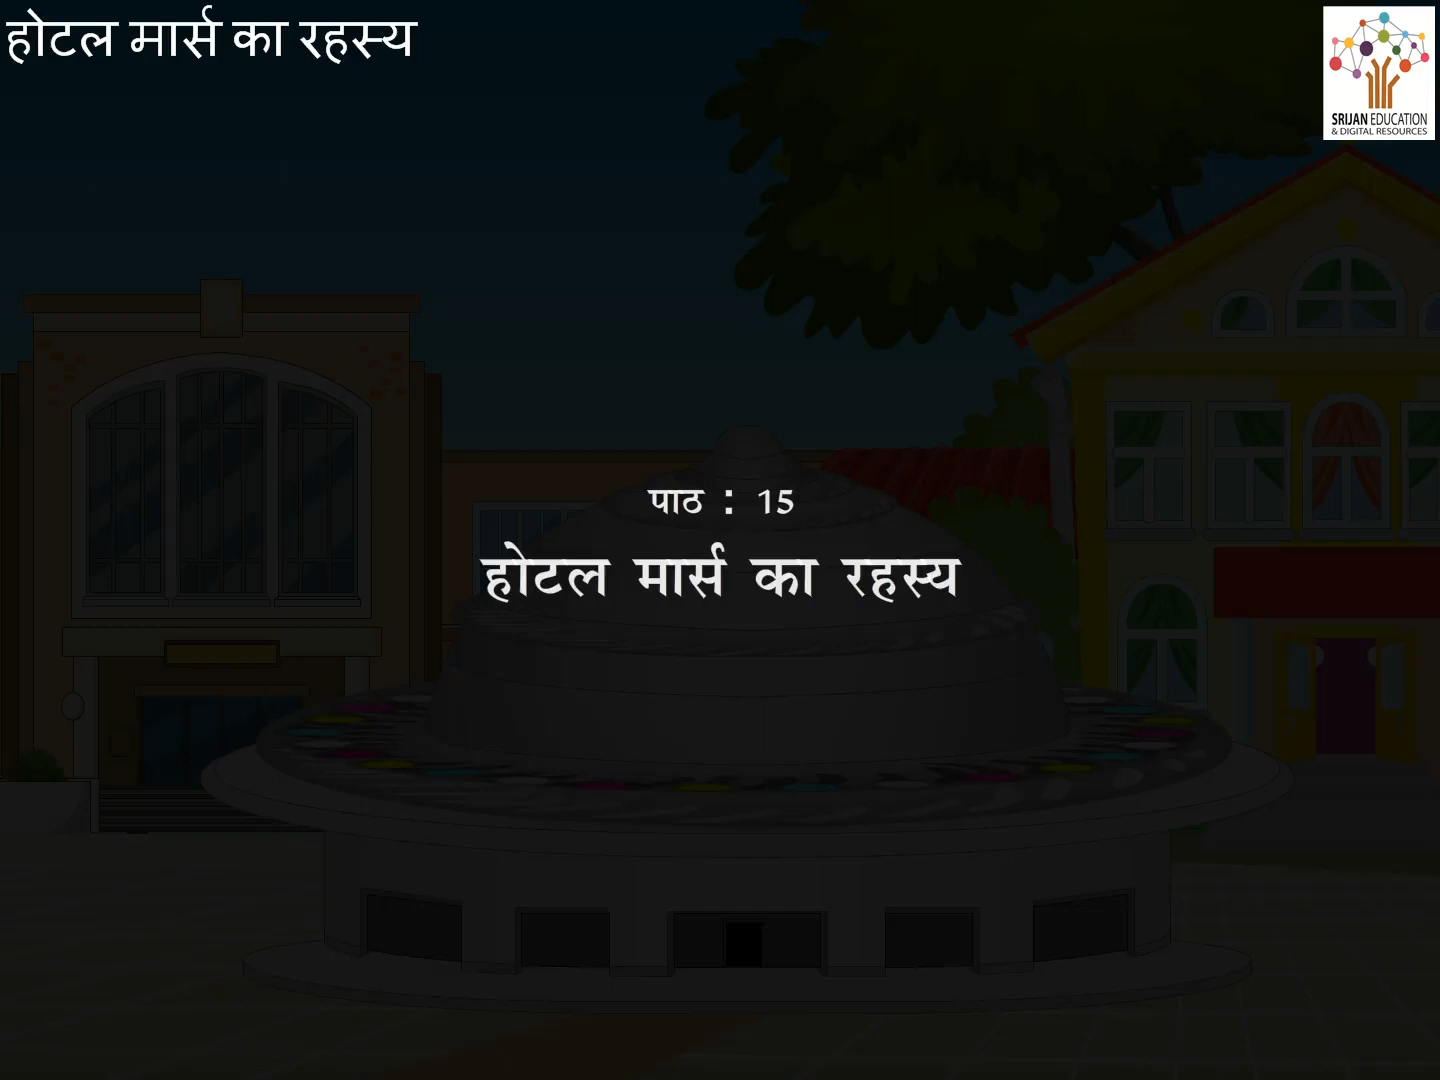 होटल मार्स का रहस्य
SRIJAN EDUCATION
& DIGITAL RESOURCES
पाठ : 15
होटल मार्स का रहस्य